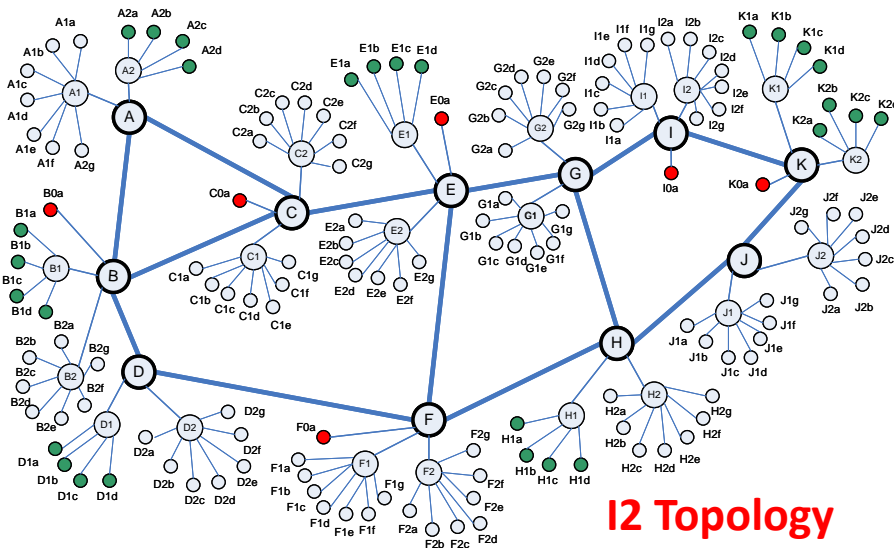 A1a
A1b
A1c
A1d
A1e
A1f
A2g
A1
A2a
A2b
A2c
A2d
A2
A
B0a
B1a
B1b
B1c
B1d
B1
B
B2a
B2b
B2c
B2d
B2e
B2f
B2g
B2
C0a
C2a
C2b
C2c
C2d
C2e
C2f
C2g
C2
C
C1a
C1b
C1c
C1d
C1e
C1f
C1g
C1
D
D1
D1a
D1b
D1c
D1d
D2
D2a
D2b
D2c
D2d
D2e
D2f
D2g
E1a
E1b
E1c
E1d
E1
E0a
E
E2a
E2b
E2c
E2d
E2e
E2f
E2g
E2
F0a
F
F1
F1a
F1b
F1c
F1d
F1e
F1f
F1g
F2
F2a
F2b
F2c
F2d
F2e
F2f
F2g
G2a
G2b
G2c
G2d
G2e
G2f
G2g
G2
G
G1a
G1b
G1c
G1d
G1e
G1f
G1g
G1
H
H1
H1a
H1b
H1c
H1d
H2
H2a
H2b
H2c
H2d
H2e
H2f
H2g
I1a
I1b
I1c
I1d
I1e
I1f
I1g
I1
I2a
I2b
I2c
I2d
I2e
I2f
I2g
I2
I
I0a
J
J1
J1a
J1b
J1c
J1d
J1e
J1f
J1g
J2
J2a
J2b
J2c
J2d
J2e
J2f
J2g
K1a
K1b
K1c
K1d
K1
K2a
K2b
K2c
K2d
K2
K
K0a
I2 Topology